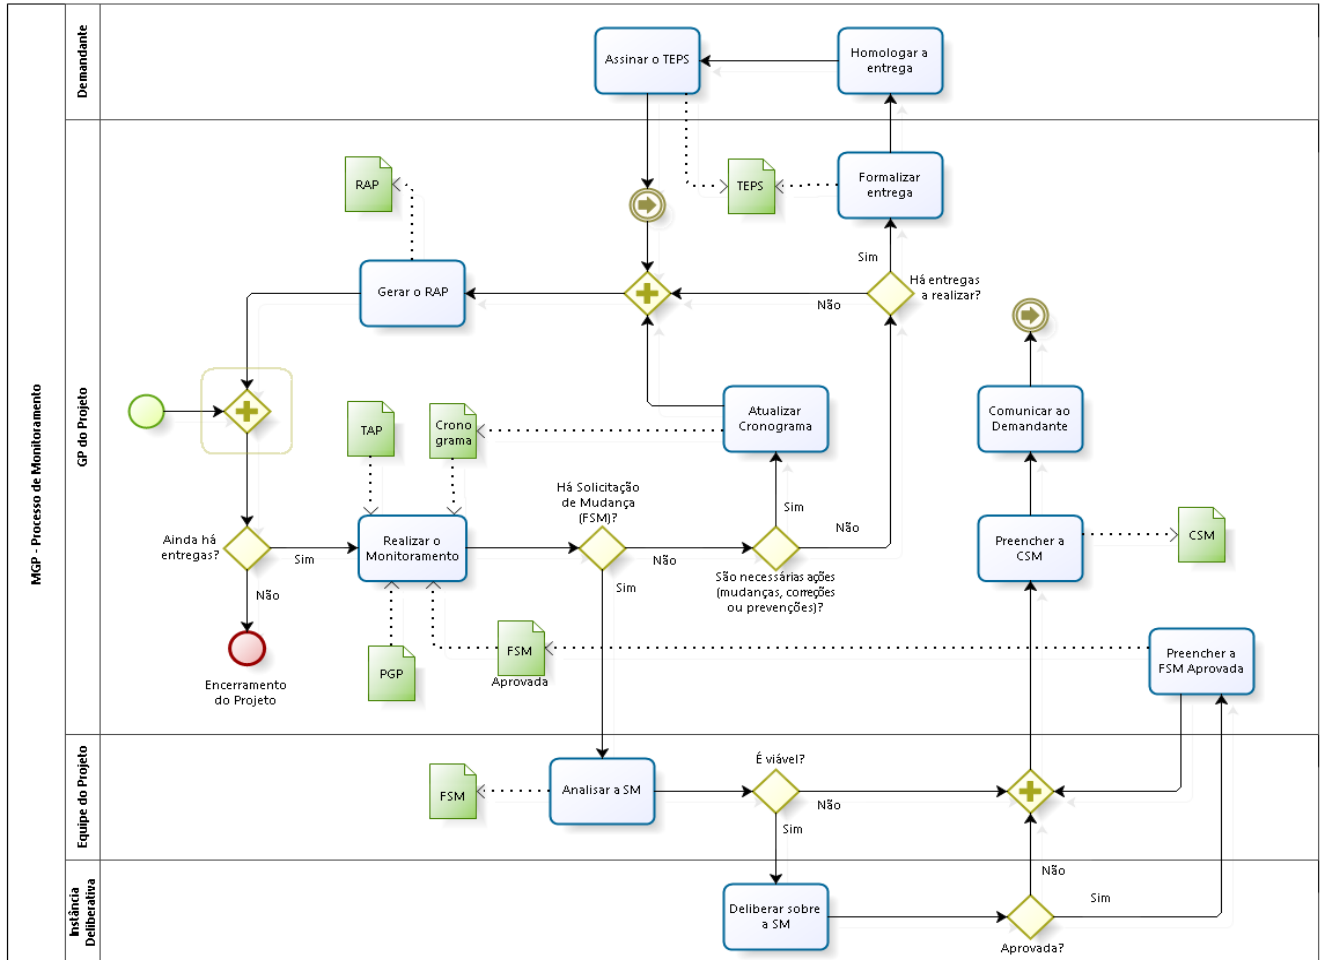 MGP - Processo de Monitoramento
Demandante
Assinar o TEPS
Homologar a
entrega
GP do Projeto
RAP
TEPS
Formalizar
entrega
Sim
Há entregas
a realizar?
Não
Gerar o RAP
TAP
Crono
grama
Atualizar
Cronograma
Comunicar ao
Demandante
Há Solicitação
de Mudança
(FSM)?
Sim
Não
Ainda há
entregas?
Sim
Realizar o
Monitoramento
Não
São necessárias ações
(mudanças, correções
ou prevenções)?
Preencher a
CSM
CSM
Não
Sim
Encerramento
do Projeto
PGP
FSM
Aprovada
Preencher a
FSM Aprovada
Equipe do Projeto
FSM
Analisar a SM
É viável?
Não
Sim
Instância
Deliberativa
Deliberar sobre
a SM
Não
Sim
Aprovada?